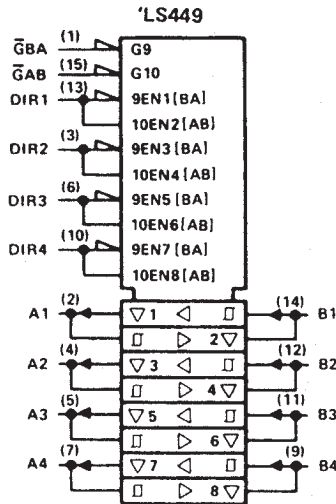 'LS449
G̅BA (1) G9
G̅AB (15) G10
DIR1 (13) 9EN1[BA]
10EN2[AB]
DIR2 (3) 9EN3[BA]
10EN4[AB]
DIR3 (6) 9EN5[BA]
10EN6[AB]
DIR4 (10) 9EN7[BA]
10EN8[AB]
A1 (2) ▽1 ◁ (14) B1
▷ 2▽
A2 (4) ▽3 ◁ (12) B2
▷ 4▽
A3 (5) ▽5 ◁ (11) B3
▷ 6▽
A4 (7) ▽7 ◁ (9) B4
▷ 8▽